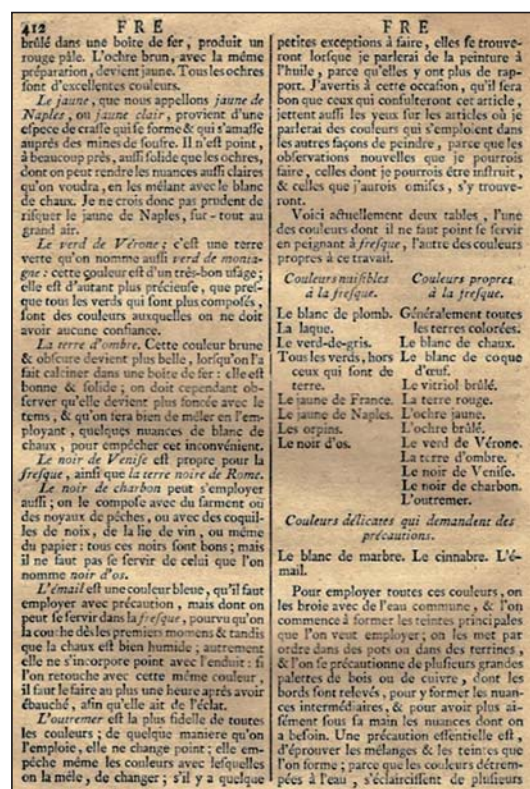 412 FRE
brûlé dans une boîte de fer, produit un
rouge pâle. L'ochre brun, avec la même
préparation, devient jaune. Tous les ochres
sont d'excellentes couleurs.
Le jaune, que nous appellons jaune de
Naples, ou jaune clair, provient d'une
espece de crasse qui se forme & qui s'amasse
auprès des mines de soufre. Il n'est point,
à beaucoup près, aussi solide que les ochres,
dont on peut rendre les nuances aussi claires
qu'on voudra, en les mêlant avec le blanc
de chaux. Je ne crois donc pas prudent de
risquer le jaune de Naples, sur-tout au
grand air.
Le verd de Vérone; c'est une terre
verte qu'on nomme aussi verd de monta-
gne: cette couleur est d'un très-bon usage;
elle est d'autant plus précieuse, que pres-
que tous les verds qui sont plus composés,
sont des couleurs auxquelles on ne doit
avoir aucune confiance.
La terre d'ombre. Cette couleur brune
& obscure devient plus belle, lorsqu'on l'a
fait calciner dans une boîte de fer: elle est
bonne & solide; on doit cependant ob-
server qu'elle devient plus foncée avec le
tems, & qu'on fera bien de mêler en l'em-
ployant, quelques nuances de blanc de
chaux, pour empêcher cet inconvénient.
Le noir de Venise est propre pour la
fresque, ainsi que la terre noire de Rome.
Le noir de charbon peut s'employer
aussi; on le compose avec du sarment ou
des noyaux de pêches, ou avec des coquil-
les de noix, de la lie de vin, ou même
du papier: tous ces noirs sont bons; mais
il ne faut pas se servir de celui que l'on
nomme noir d'os.
L'émail est une couleur bleue, qu'il faut
employer avec précaution, mais dont on
peut se servir dans la fresque, pourvu qu'on
la couche dès les premiers momens & tandis
que la chaux est bien humide; autrement
elle ne s'incorpore point avec l'enduit: si
l'on retouche avec cette même couleur,
il faut le faire au plus une heure après avoir
ébauché, afin qu'elle ait de l'éclat.
L'outremer est la plus fidelle de toutes
les couleurs; de quelque maniere qu'on
l'emploie, elle ne change point; elle em-
pêche même les couleurs avec lesquelles
on la mêle, de changer; s'il y a quelque
FRE
petites exceptions à faire, elles se trouve-
ront lorsque je parlerai de la peinture à
l'huile, parce qu'elles y ont plus de rap-
port. J'avertis à cette occasion, qu'il sera
bon que ceux qui consulteront cet article,
jettent aussi les yeux sur les articles où je
parlerai des couleurs qui s'emploient dans
les autres façons de peindre, parce que les
observations nouvelles que je pourrois
faire, celles dont je pourrois être instruit,
& celles que j'aurois omises, s'y trouve-
ront.
Voici actuellement deux tables, l'une
des couleurs dont il ne faut point se servir
en peignant à fresque, l'autre des couleurs
propres à ce travail.
Couleurs nuisibles
à la fresque.
Le blanc de plomb.
La laque.
Le verd-de-gris.
Tous les verds, hors
ceux qui sont de
terre.
Le jaune de France.
Le jaune de Naples.
Les orpins.
Le noir d'os.
Couleurs propres
à la fresque.
Généralement toutes
les terres colorées.
Le blanc de chaux.
Le blanc de coque
d'œuf.
Le vitriol brûlé.
La terre rouge.
L'ochre jaune.
L'ochre brûlé.
Le verd de Vérone.
La terre d'ombre.
Le noir de Venise.
Le noir de charbon.
L'outremer.
Couleurs délicates qui demandent des
précautions.
Le blanc de marbre. Le cinnabre. L'é-
mail.
Pour employer toutes ces couleurs, on
les broie avec de l'eau commune, & l'on
commence à former les teintes principales
que l'on veut employer; on les met par
ordre dans des pots ou dans des terrines,
& l'on se précautionne de plusieurs grandes
palettes de bois ou de cuivre, dont les
bords sont relevés, pour y former les nuan-
ces intermédiaires, & pour avoir plus ai-
sément sous sa main les nuances dont on
a besoin. Une précaution essentielle est,
d'éprouver les mêlanges & les teintes que
l'on forme; parce que les couleurs détrem-
pées à l'eau, s'éclaircissent de plusieurs